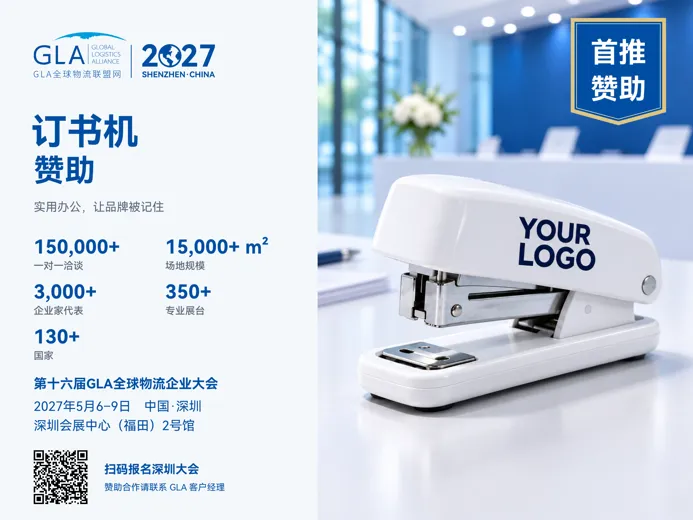 GLA
GLOBAL
LOGISTICS
ALLIANCE
GLA全球物流联盟网
2027
SHENZHEN·CHINA
首推
赞助
订书机
赞助
实用办公，让品牌被记住
150,000+
一对一洽谈
15,000+ m²
场地规模
3,000+
企业家代表
350+
专业展台
130+
国家
第十六届GLA全球物流企业大会
2027年5月6–9日 中国·深圳
深圳会展中心（福田）2号馆
扫码报名深圳大会
赞助合作请联系 GLA 客户经理
YOUR
LOGO